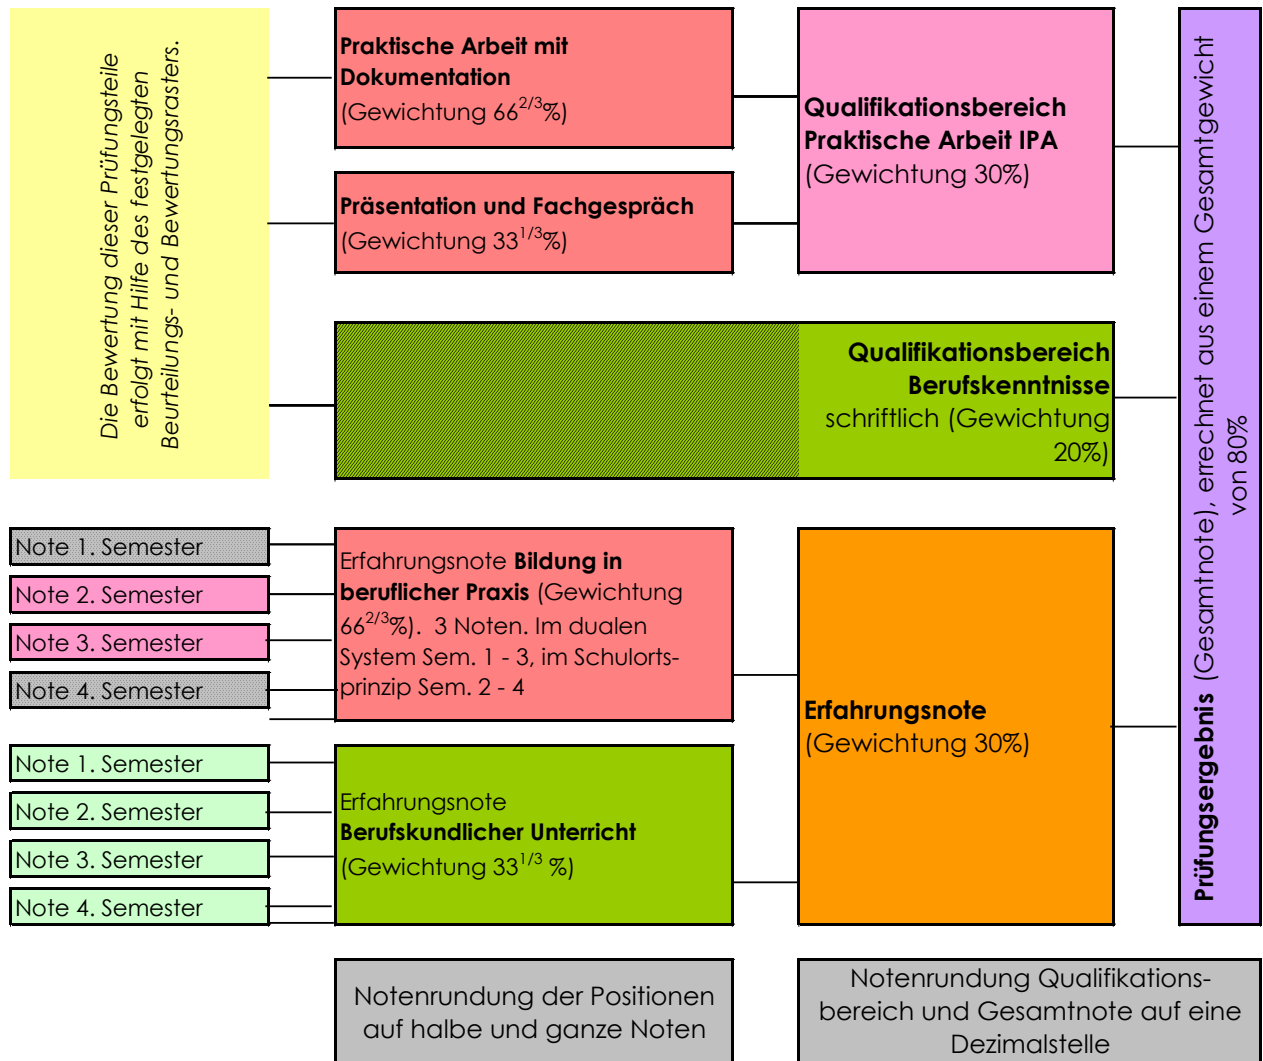 Die Bewertung dieser Prüfungsteile
erfolgt mit Hilfe des festgelegten
Beurteilungs- und Bewertungsrasters.
Praktische Arbeit mit
Dokumentation
(Gewichtung 66^2/3%)
Präsentation und Fachgespräch
(Gewichtung 33^1/3%)
Qualifikationsbereich
Praktische Arbeit IPA
(Gewichtung 30%)
Qualifikationsbereich
Berufskenntnisse
schriftlich (Gewichtung
20%)
Note 1. Semester
Note 2. Semester
Note 3. Semester
Note 4. Semester
Erfahrungsnote Bildung in
beruflicher Praxis (Gewichtung
66^2/3%).  3 Noten. Im dualen
System Sem. 1 - 3, im Schulorts-
prinzip Sem. 2 - 4
Note 1. Semester
Note 2. Semester
Note 3. Semester
Note 4. Semester
Erfahrungsnote
Berufskundlicher Unterricht
(Gewichtung 33^1/3 %)
Erfahrungsnote
(Gewichtung 30%)
Prüfungsergebnis (Gesamtnote), errechnet aus einem Gesamtgewicht
von 80%
Notenrundung der Positionen
auf halbe und ganze Noten
Notenrundung Qualifikations-
bereich und Gesamtnote auf eine
Dezimalstelle